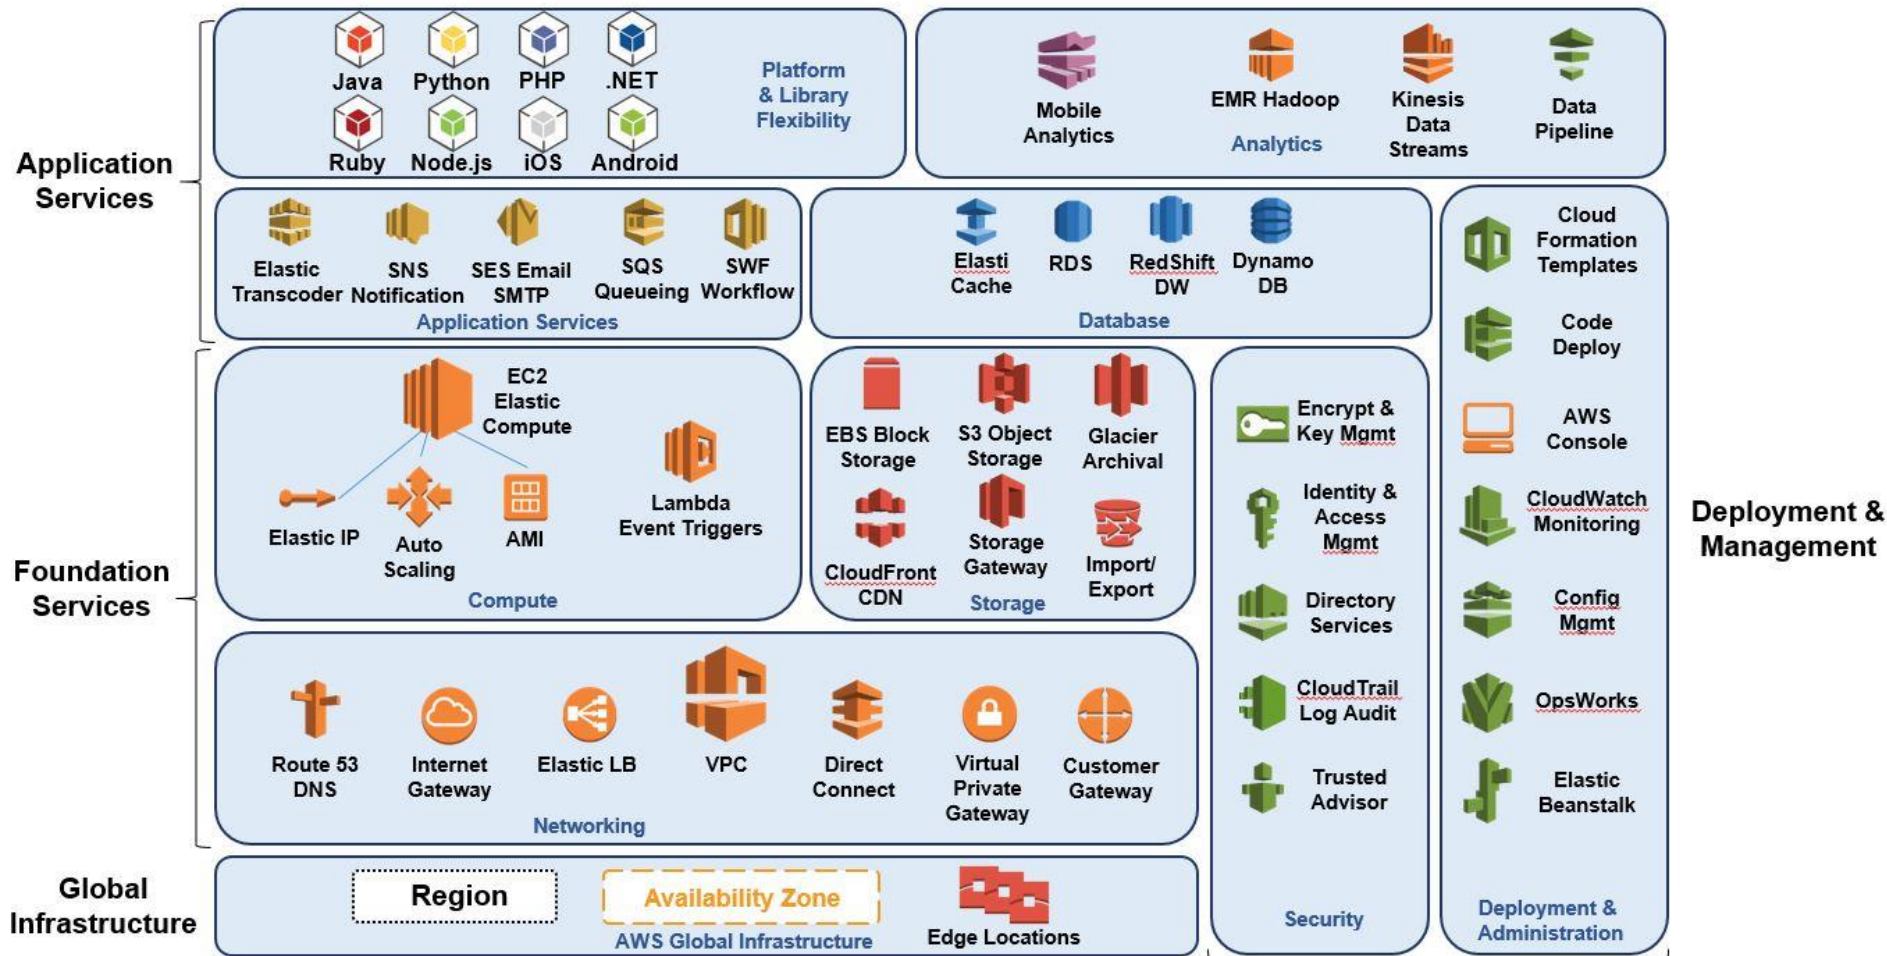 Application
Services
Java
Python
PHP
.NET
Ruby
Node.js
iOS
Android
Platform
& Library
Flexibility
Mobile
Analytics
EMR Hadoop
Kinesis
Data
Streams
Data
Pipeline
Analytics
Elastic
Transcoder
SNS
Notification
SES Email
SMTP
SQS
Queueing
SWF
Workflow
Application Services
Elasti
Cache
RDS
RedShift
DW
Dynamo
DB
Database
Foundation
Services
EC2
Elastic
Compute
Elastic IP
Auto
Scaling
AMI
Lambda
Event Triggers
Compute
EBS Block
Storage
S3 Object
Storage
Glacier
Archival
CloudFront
CDN
Storage
Gateway
Import/
Export
Storage
Route 53
DNS
Internet
Gateway
Elastic LB
VPC
Direct
Connect
Virtual
Private
Gateway
Customer
Gateway
Networking
Global
Infrastructure
Region
Availability Zone
Edge Locations
AWS Global Infrastructure
Encrypt &
Key Mgmt
Identity &
Access
Mgmt
Directory
Services
CloudTrail
Log Audit
Trusted
Advisor
Security
Cloud
Formation
Templates
Code
Deploy
AWS
Console
CloudWatch
Monitoring
Config
Mgmt
OpsWorks
Elastic
Beanstalk
Deployment &
Administration
Deployment &
Management